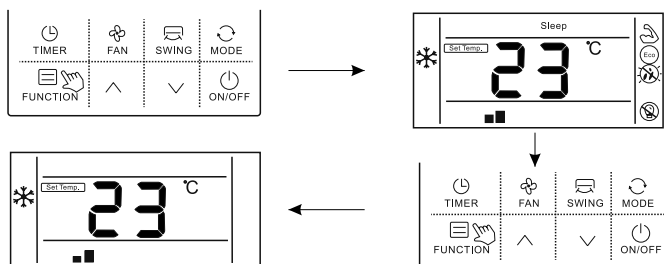 TIMER FAN SWING MODE
FUNCTION ON/OFF
Sleep
Set Temp. 23 °C
Eco
TIMER FAN SWING MODE
FUNCTION ON/OFF
Set Temp. 23 °C